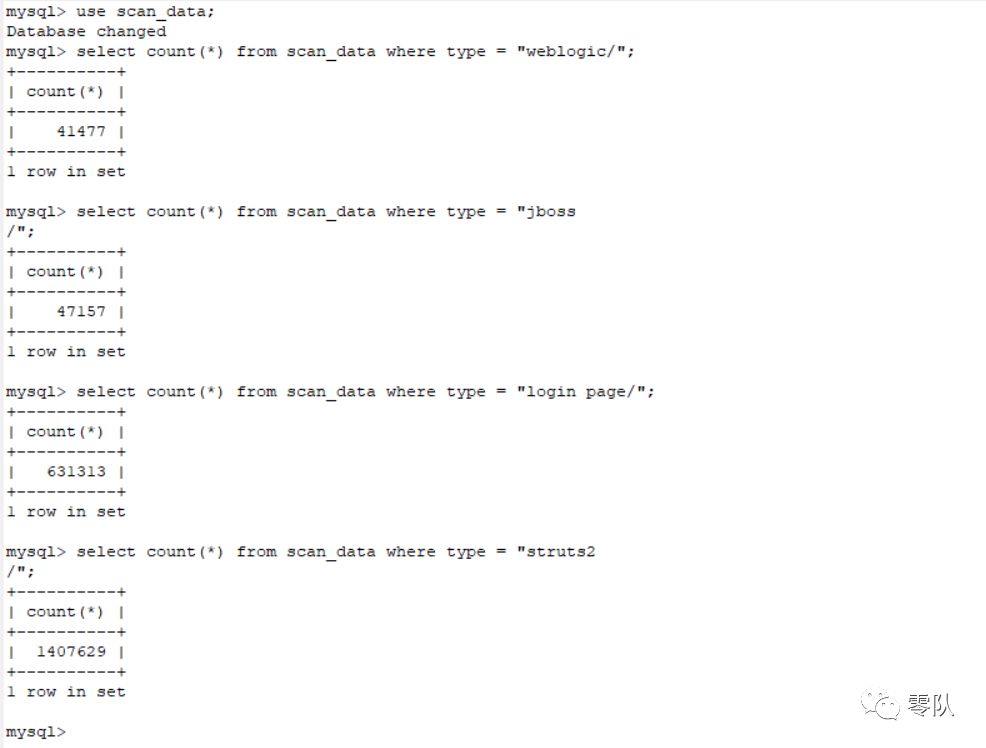 mysql> use scan_data;
Database changed
mysql> select count(*) from scan_data where type = "weblogic/";
+----------+
| count(*) |
+----------+
|    41477 |
+----------+
1 row in set

mysql> select count(*) from scan_data where type = "jboss
/";
+----------+
| count(*) |
+----------+
|    47157 |
+----------+
1 row in set

mysql> select count(*) from scan_data where type = "login page/";
+----------+
| count(*) |
+----------+
|   631313 |
+----------+
1 row in set

mysql> select count(*) from scan_data where type = "struts2
/";
+----------+
| count(*) |
+----------+
|  1407629 |
+----------+
1 row in set

mysql>
零队